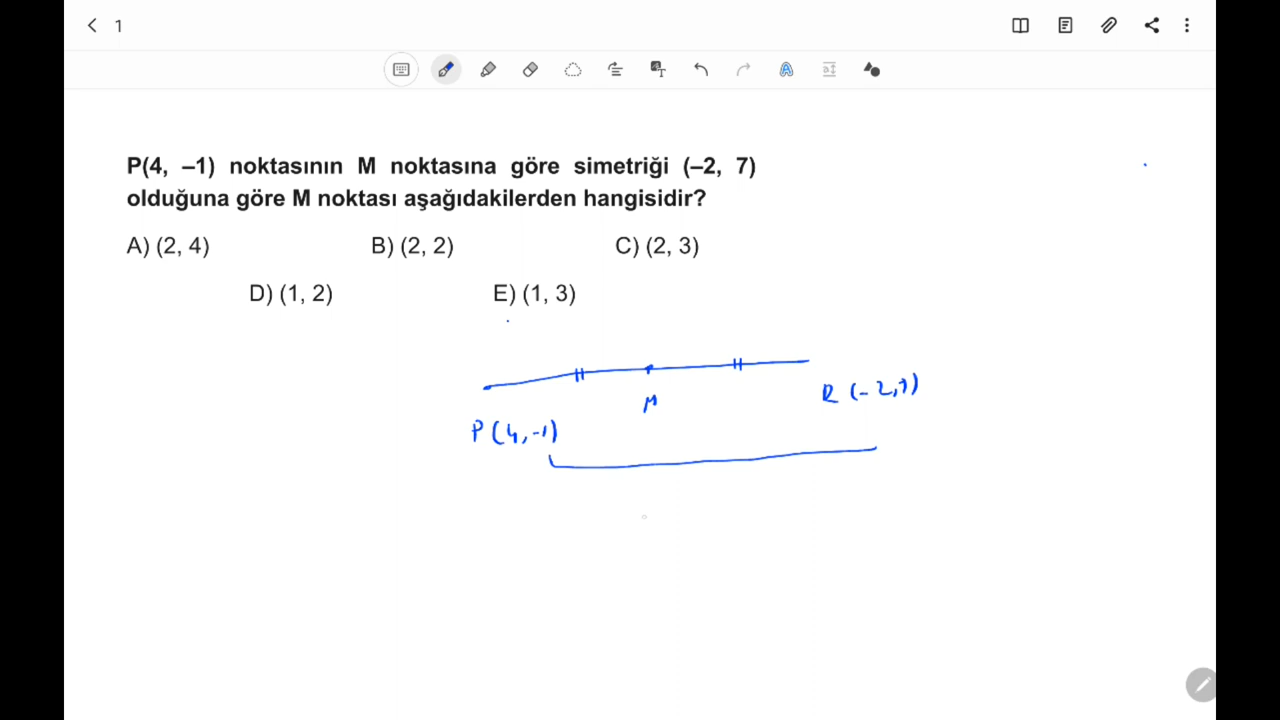 1
P(4, –1) noktasının M noktasına göre simetriği (–2, 7)
olduğuna göre M noktası aşağıdakilerden hangisidir?
A) (2, 4) B) (2, 2) C) (2, 3)
D) (1, 2) E) (1, 3)
M R (-2,7)
P (4,-1)